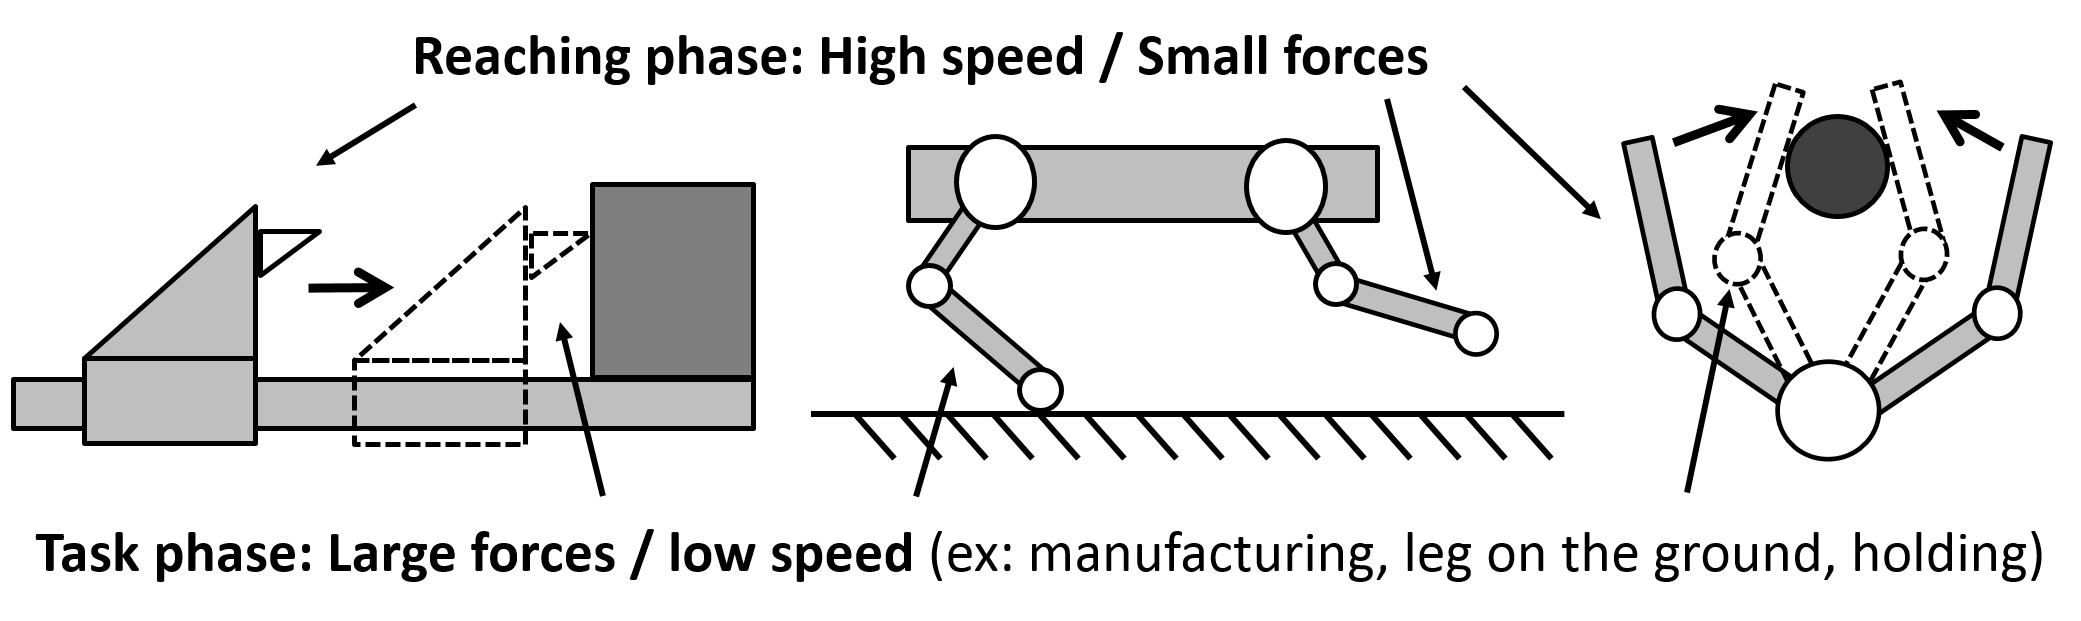 Reaching phase: High speed / Small forces
Task phase: Large forces / low speed (ex: manufacturing, leg on the ground, holding)